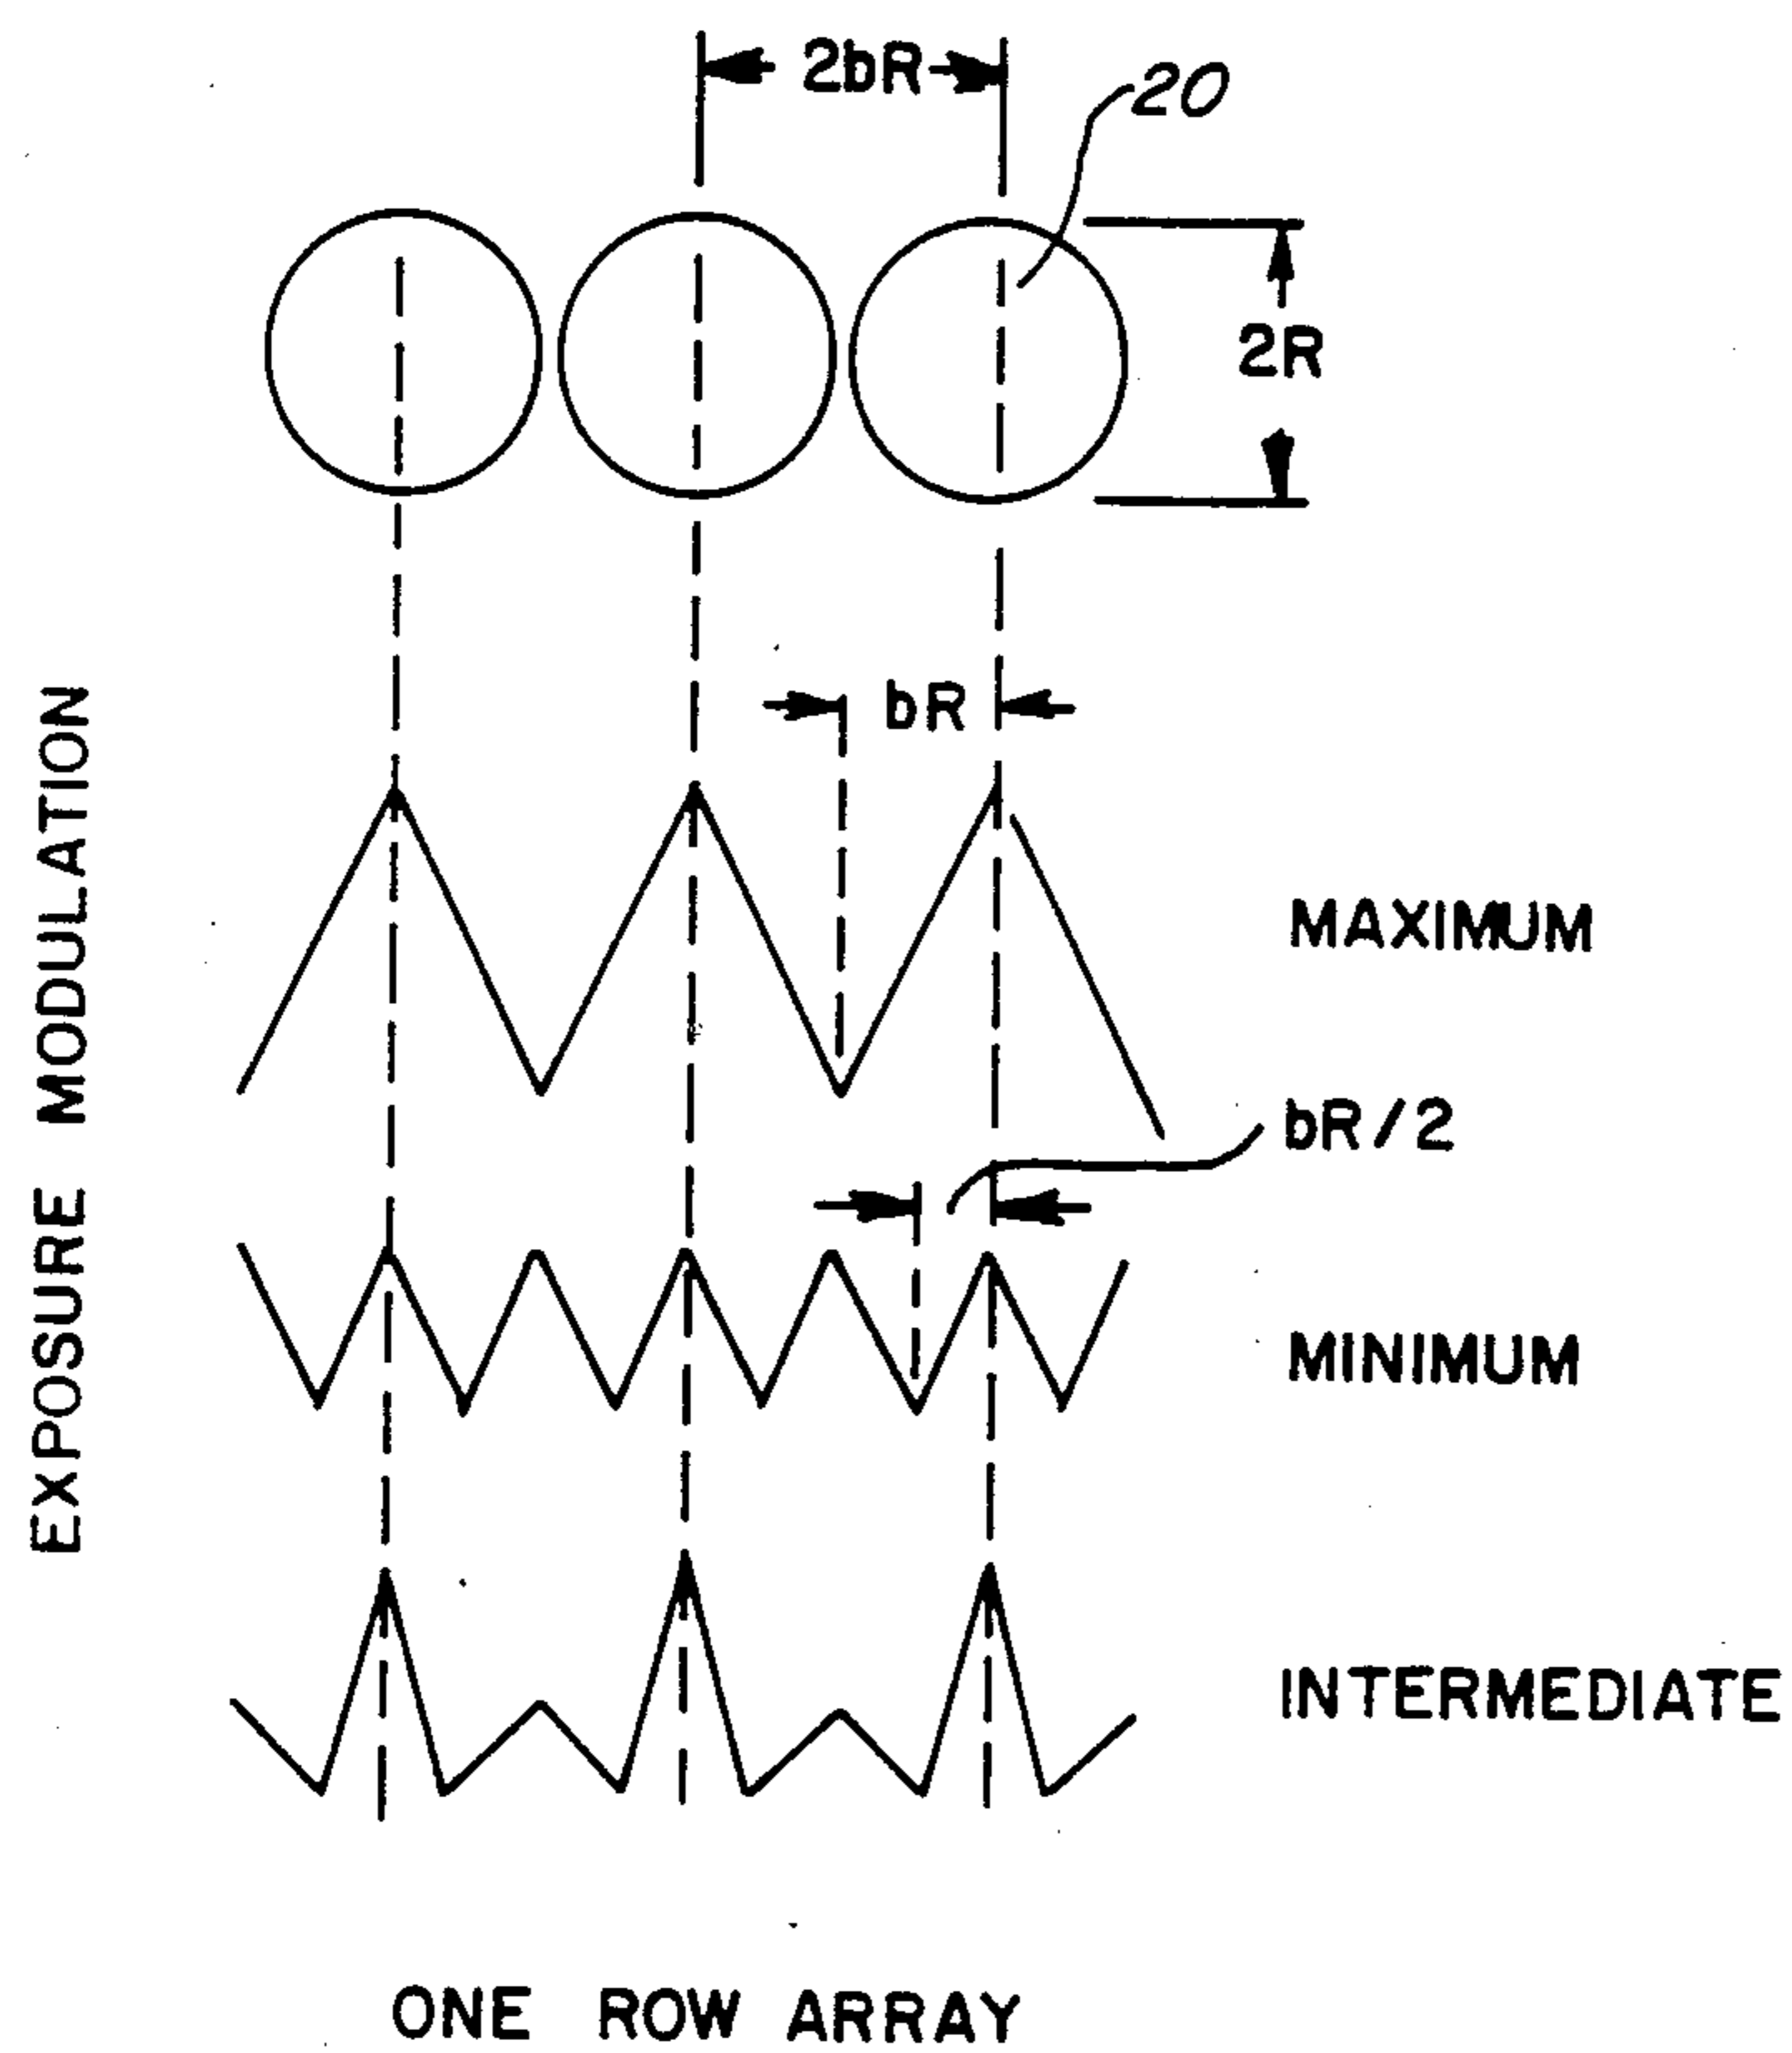 2bR
20
2R
bR
EXPOSURE MODULATION
MAXIMUM
bR/2
MINIMUM
INTERMEDIATE
ONE ROW ARRAY